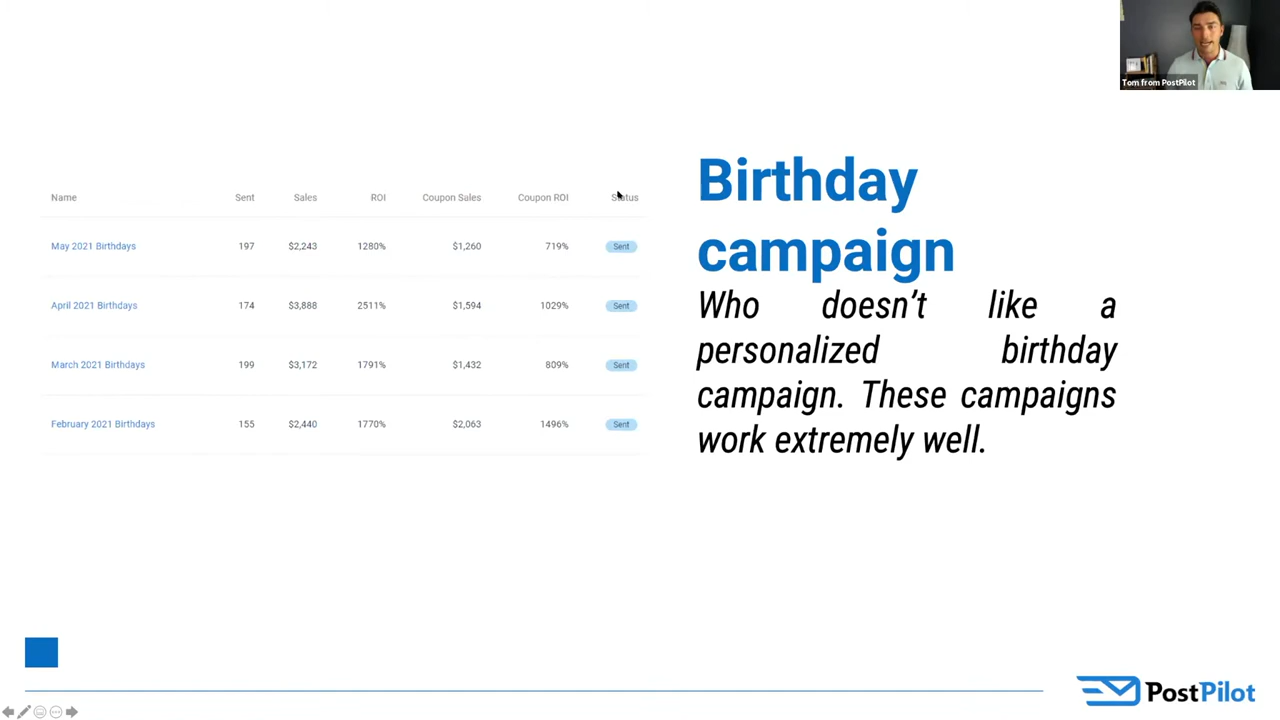 Tom from PostPilot
Name Sent Sales ROI Coupon Sales Coupon ROI Status
May 2021 Birthdays 197 $2,243 1280% $1,260 719% Sent
April 2021 Birthdays 174 $3,888 2511% $1,594 1029% Sent
March 2021 Birthdays 199 $3,172 1791% $1,432 809% Sent
February 2021 Birthdays 155 $2,440 1770% $2,063 1496% Sent
Birthday
campaign
Who doesn’t like a
personalized birthday
campaign. These campaigns
work extremely well.
PostPilot